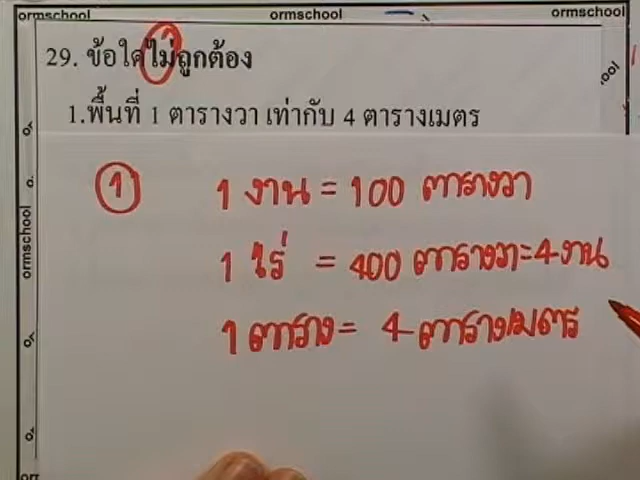 ormschool ormschool ormschool
29. ข้อใดไม่ถูกต้อง
1.พื้นที่ 1 ตารางวา เท่ากับ 4 ตารางเมตร
1 1 งาน = 100 ตารางวา
1 ไร่ = 400 ตารางวา=4งาน
1 ตาราง = 4 ตารางเมตร
ormschool